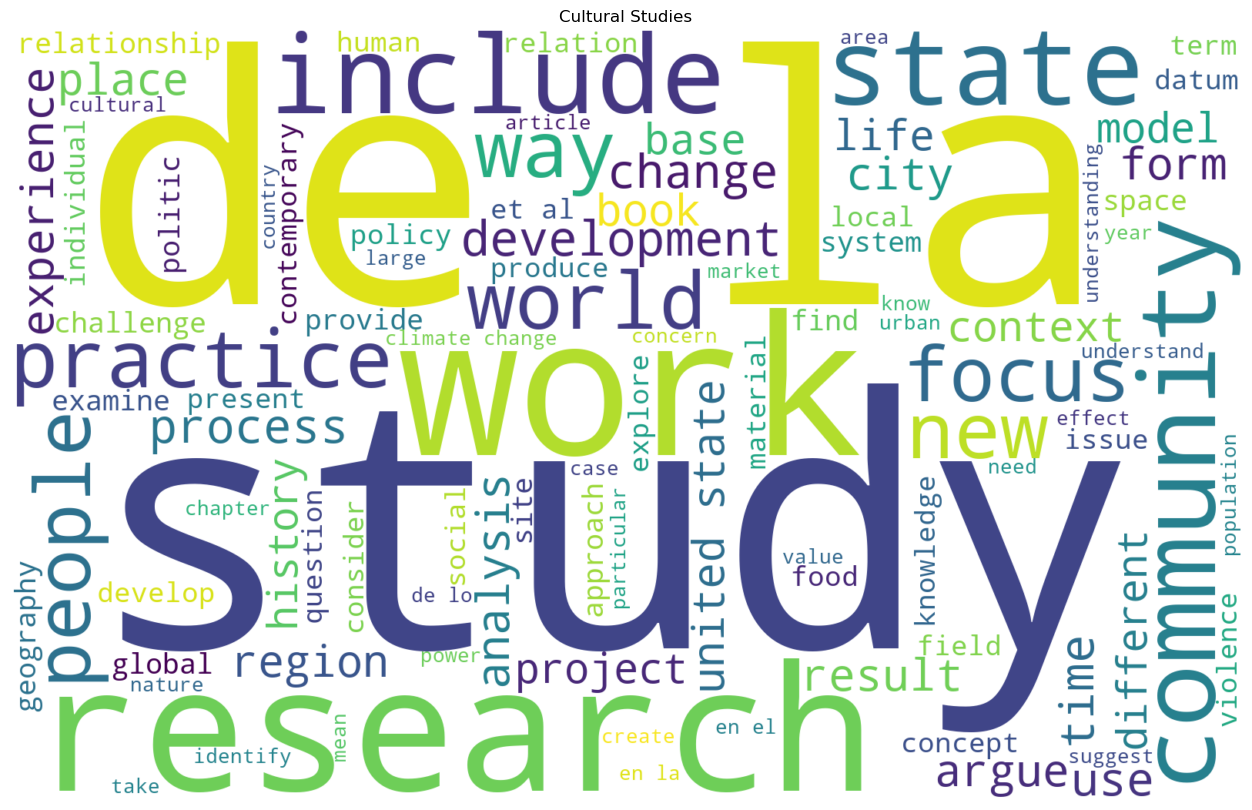 Cultural Studies
relationship
human
relation
area
term
de la
include
state
place
datum
cultural
experience
individual
politic
country
contemporary
article
way
base
change
life
model
city
form
understanding
et al
book
policy
development
large
produce
market
local
system
space
year
community
world
challenge
provide
climate change
concern
find
know
urban
context
understand
practice
work
focus
examine
present
process
explore
material
new
effect
issue
people
study
history
question
chapter
consider
social
analysis
case
site
approach
particular
united state
need
knowledge
population
value
food
different
geography
develop
de lo
global
nature
region
power
project
result
field
time
violence
research
identify
mean
take
create
en el
en la
concept
argue
suggest
use